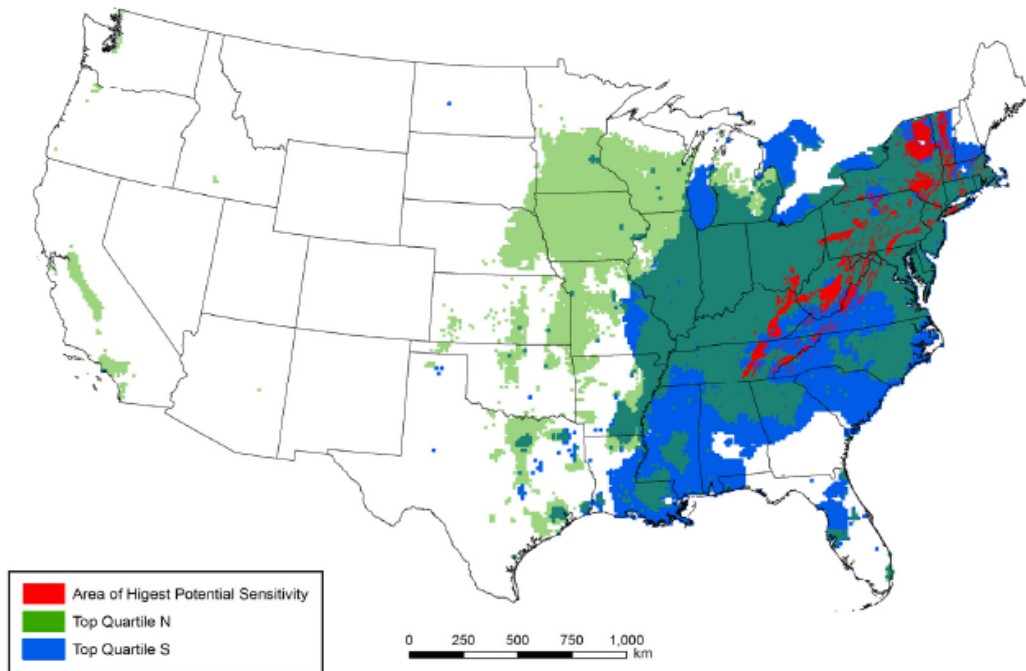 Area of Higest Potential Sensitivity
Top Quartile N
Top Quartile S
0 250 500 750 1,000
km